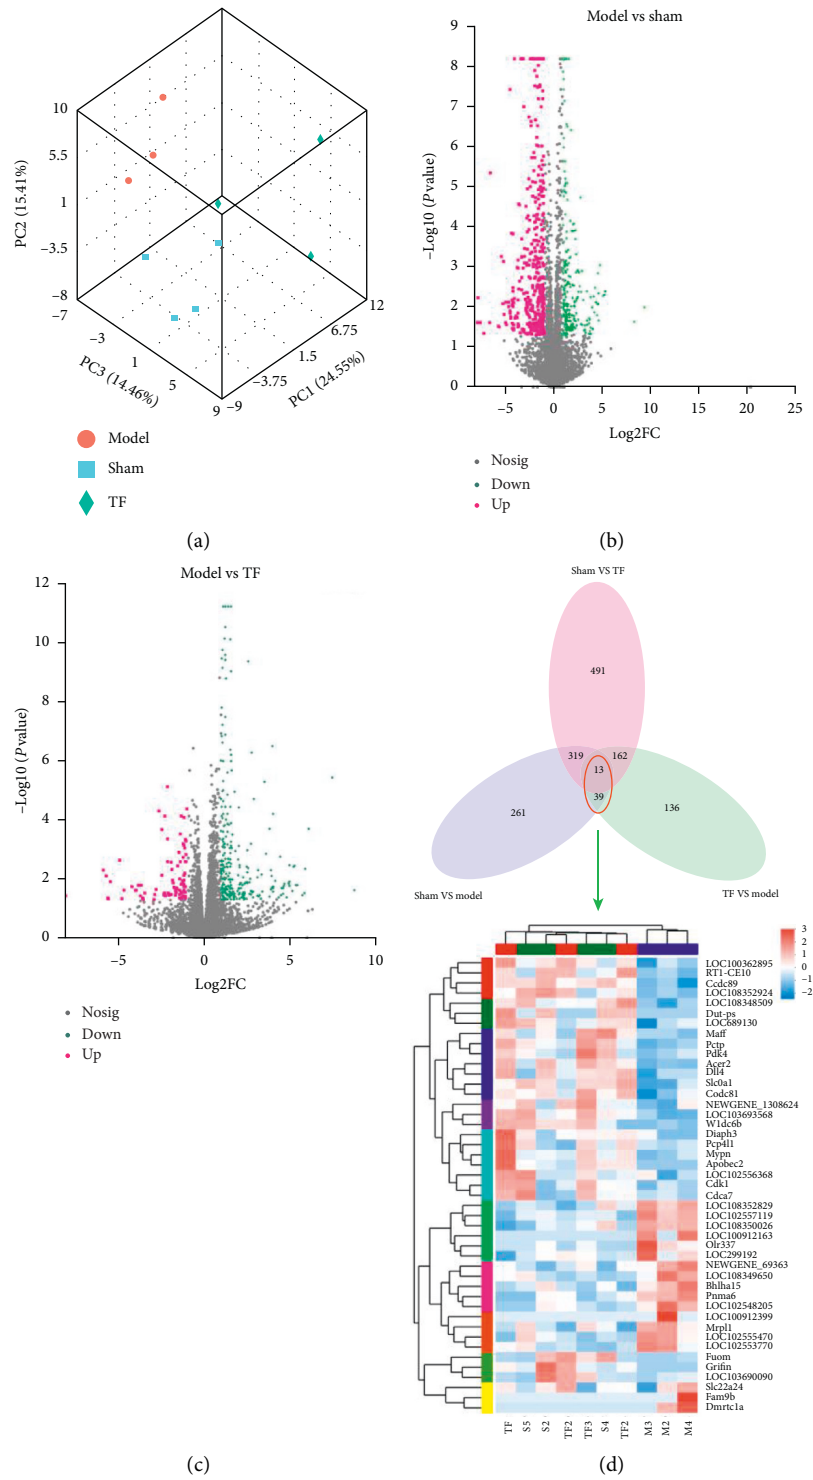 10
5.5
1
−3.5
−8
−7
PC2 (15.41%)
−3
1
5
9
PC3 (14.46%)
−9
−3.75
1.5
6.75
12
PC1 (24.55%)
Model
Sham
TF
(a)
Model vs sham
9
8
7
6
5
4
3
2
1
0
−Log10 (P value)
−5 0 5 10 15 20 25
Log2FC
Nosig
Down
Up
(b)
Model vs TF
12
10
8
6
4
2
0
−Log10 (P value)
−5 0 5 10
Log2FC
Nosig
Down
Up
(c)
Sham VS TF
491
319 162
13
39
261 136
Sham VS model TF VS model
3
2
1
0
−1
−2
LOC100362895
RT1-CE10
Ccdc89
LOC108352924
LOC108348509
Dut-ps
LOC689130
Maff
Pctp
Pdk4
Acer2
Dll4
Slc0a1
Codc81
NEWGENE_1308624
LOC103693568
W1dc6b
Diaph3
Pcp4l1
Mypn
Apobec2
LOC102556368
Cdk1
Cdca7
LOC108352829
LOC102557119
LOC108350026
LOC100912163
Olr337
LOC299192
NEWGENE_69363
LOC108349650
Bhlha15
Pnma6
LOC102548205
LOC100912399
Mrpl1
LOC102555470
LOC102553770
Fuom
Grifin
LOC103690090
Slc22a24
Fam9b
Dmrtc1a
TF S5 S2 TF2 TF3 S4 TF2 M3 M2 M4
(d)